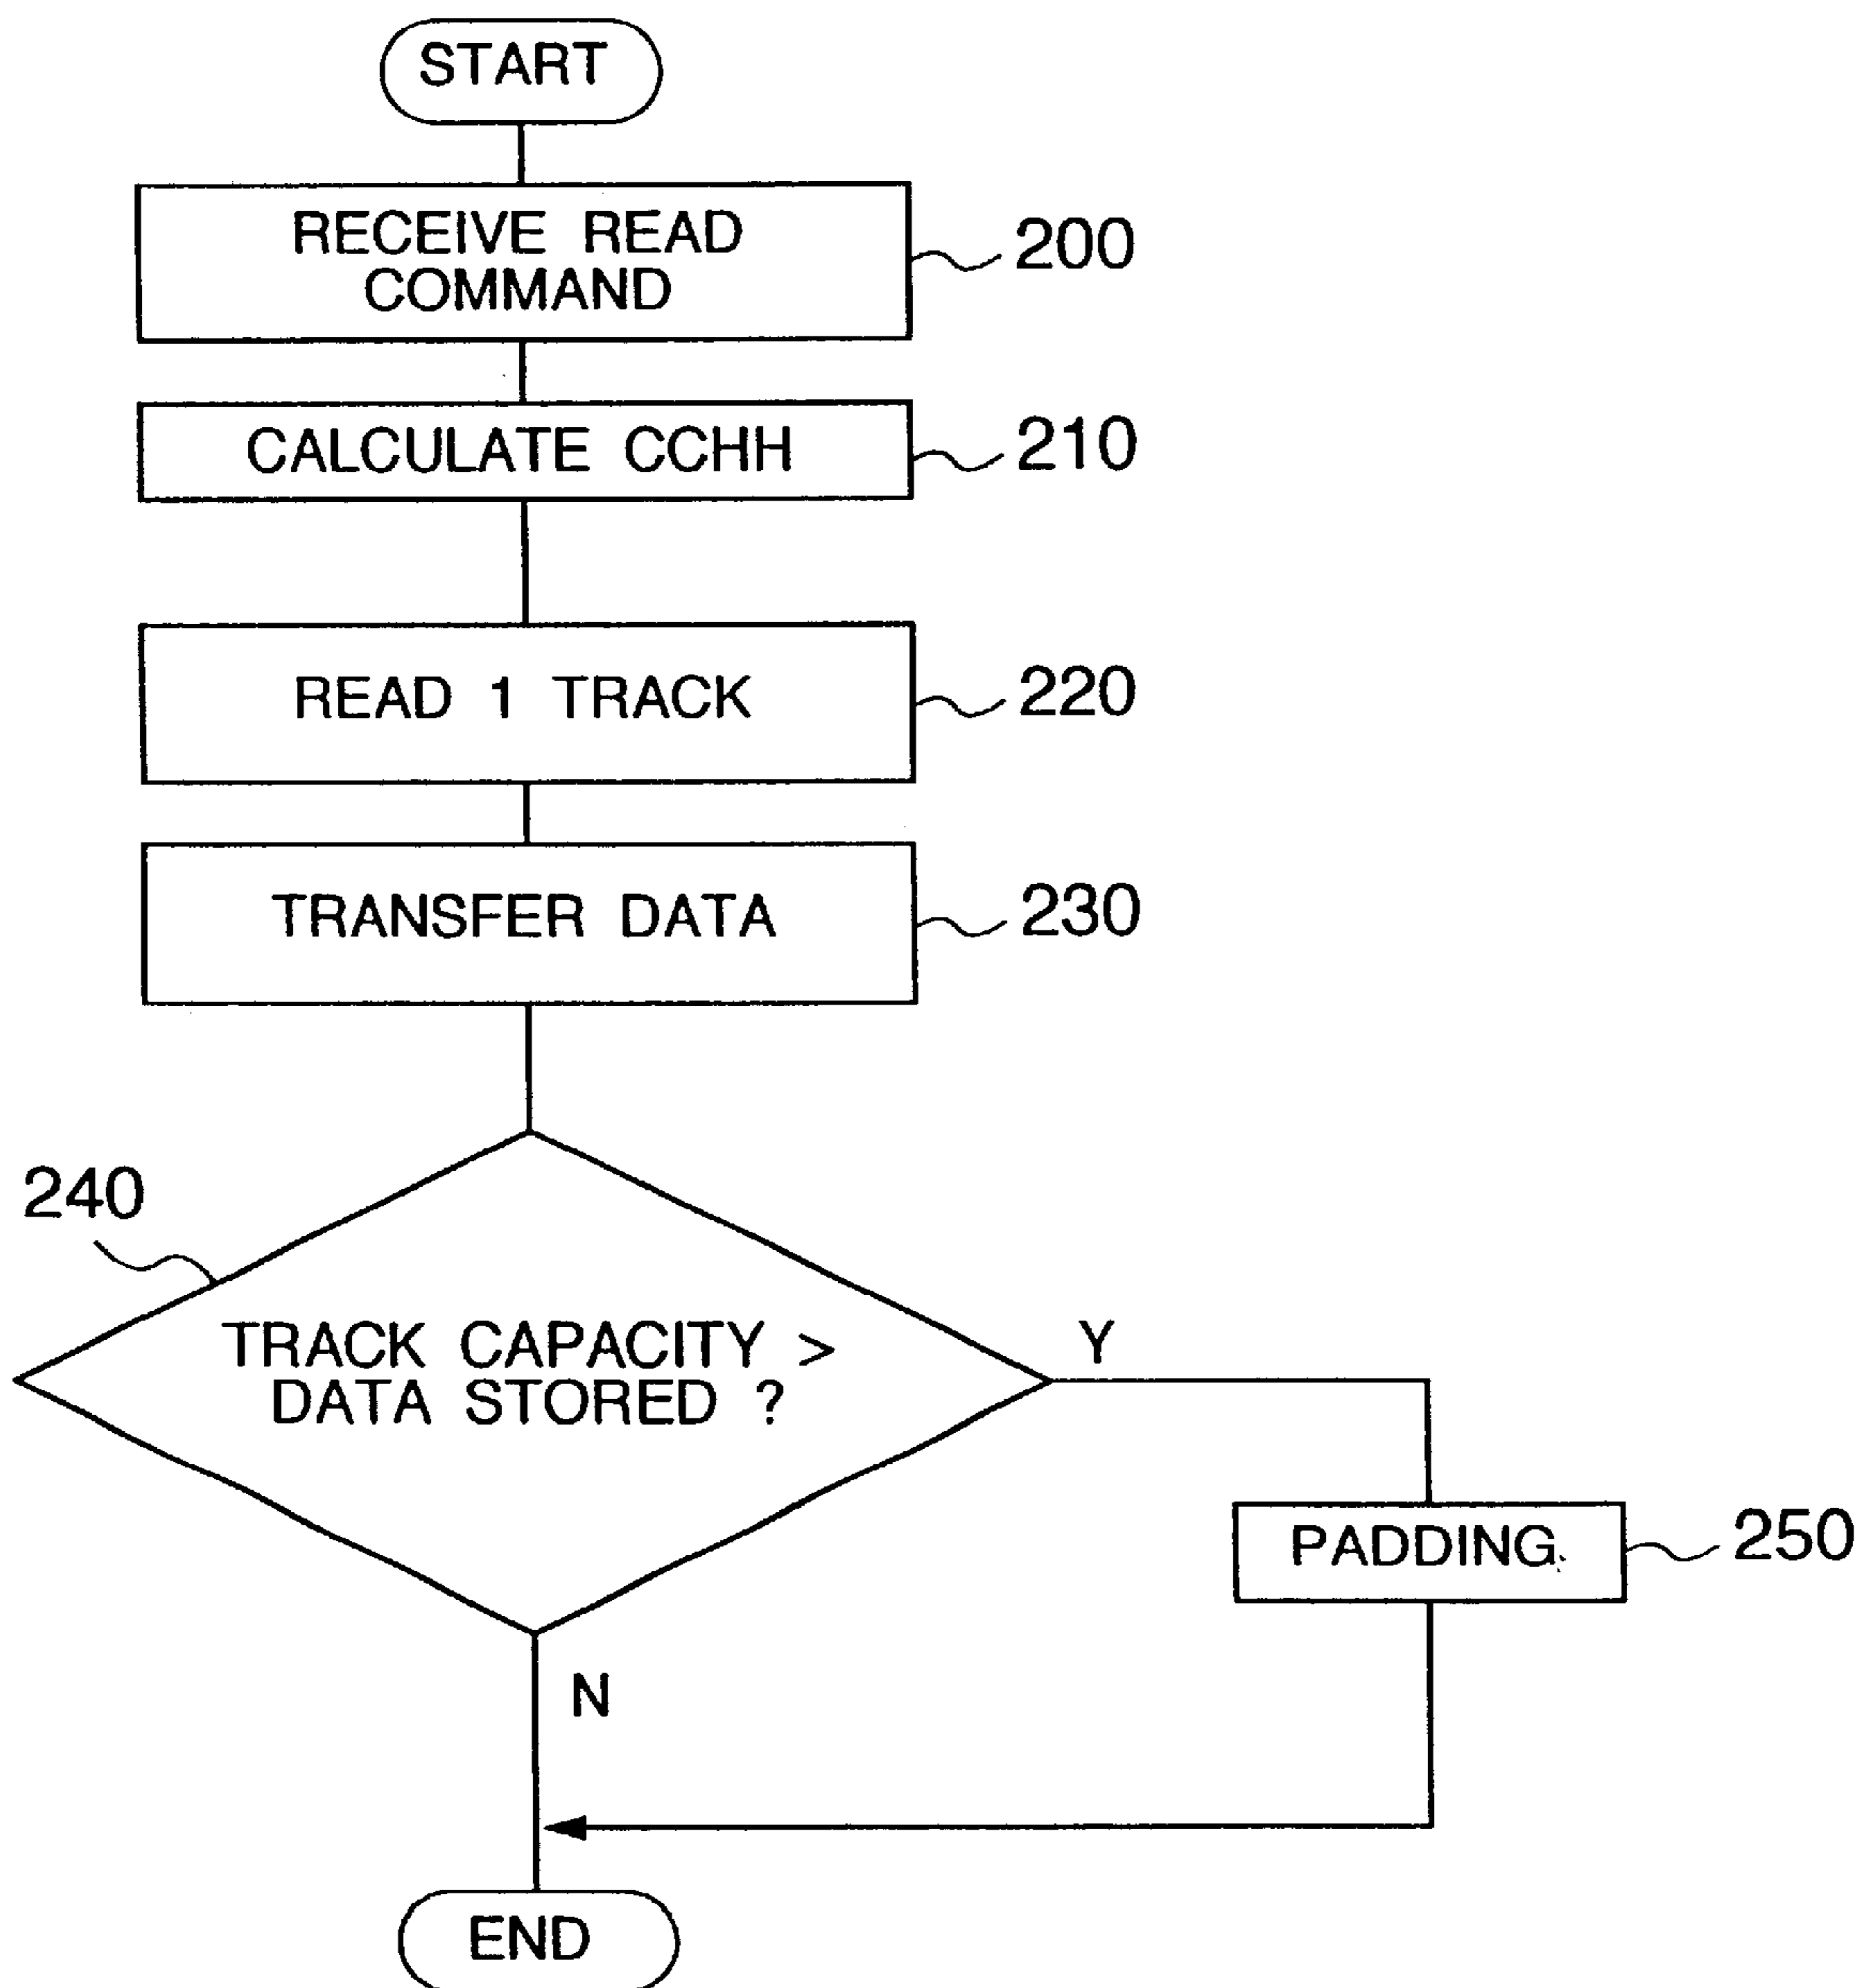 START
RECEIVE READ
COMMAND
200
CALCULATE CCHH
210
READ 1 TRACK
220
TRANSFER DATA
230
240
TRACK CAPACITY >
DATA STORED ?
Y
PADDING
250
N
END